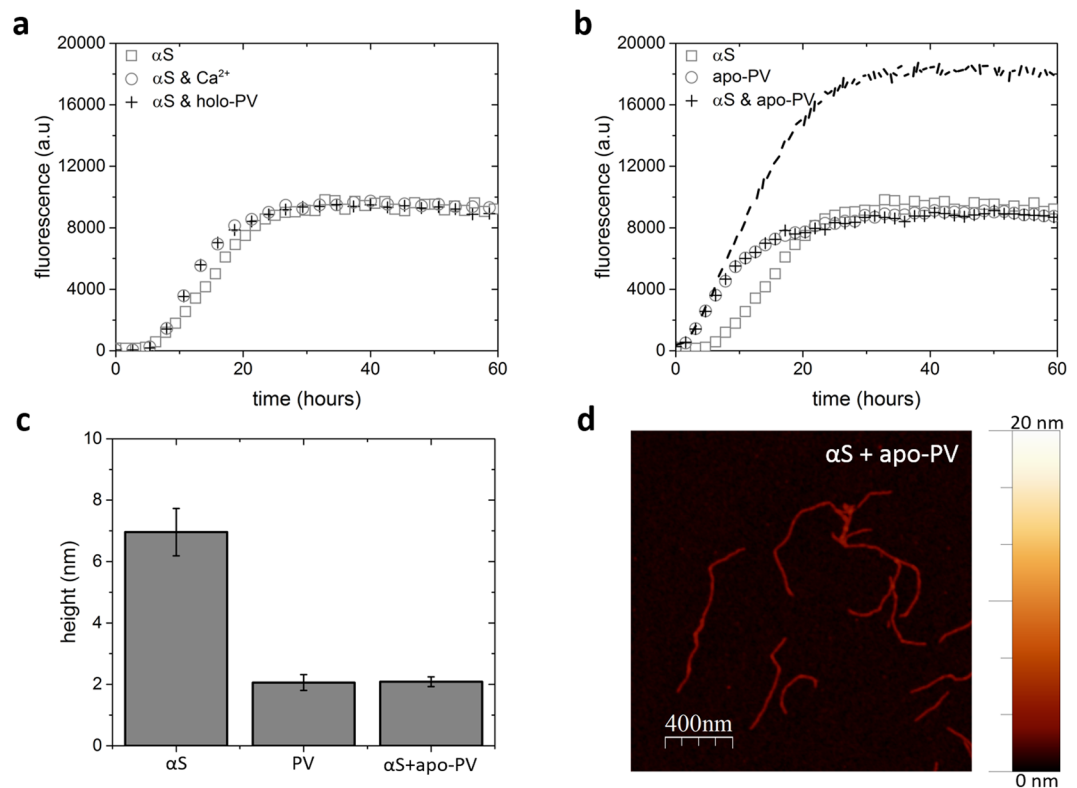 a
20000
16000
12000
8000
4000
0
fluorescence (a.u)
αS
αS & Ca²⁺
αS & holo-PV
0 20 40 60
time (hours)
b
20000
16000
12000
8000
4000
0
fluorescence (a.u)
αS
apo-PV
αS & apo-PV
0 20 40 60
time (hours)
c
10
8
6
4
2
0
height (nm)
αS PV αS+apo-PV
d
αS + apo-PV
400nm
20 nm
0 nm